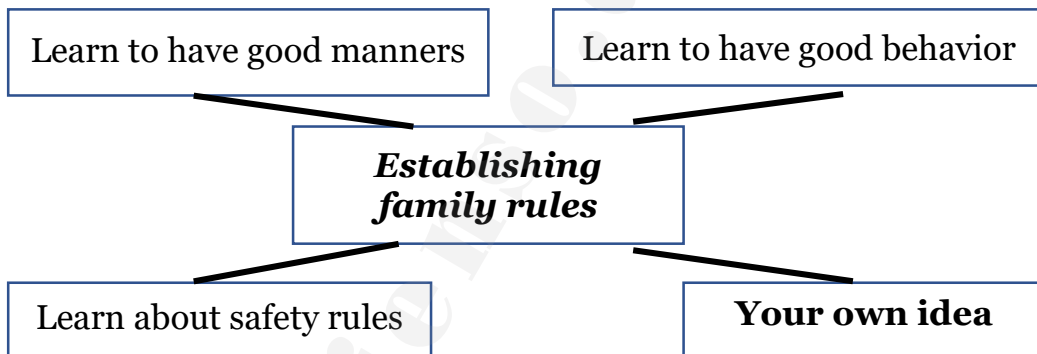 Learn to have good manners
Learn to have good behavior
Establishing
family rules
Learn about safety rules
Your own idea